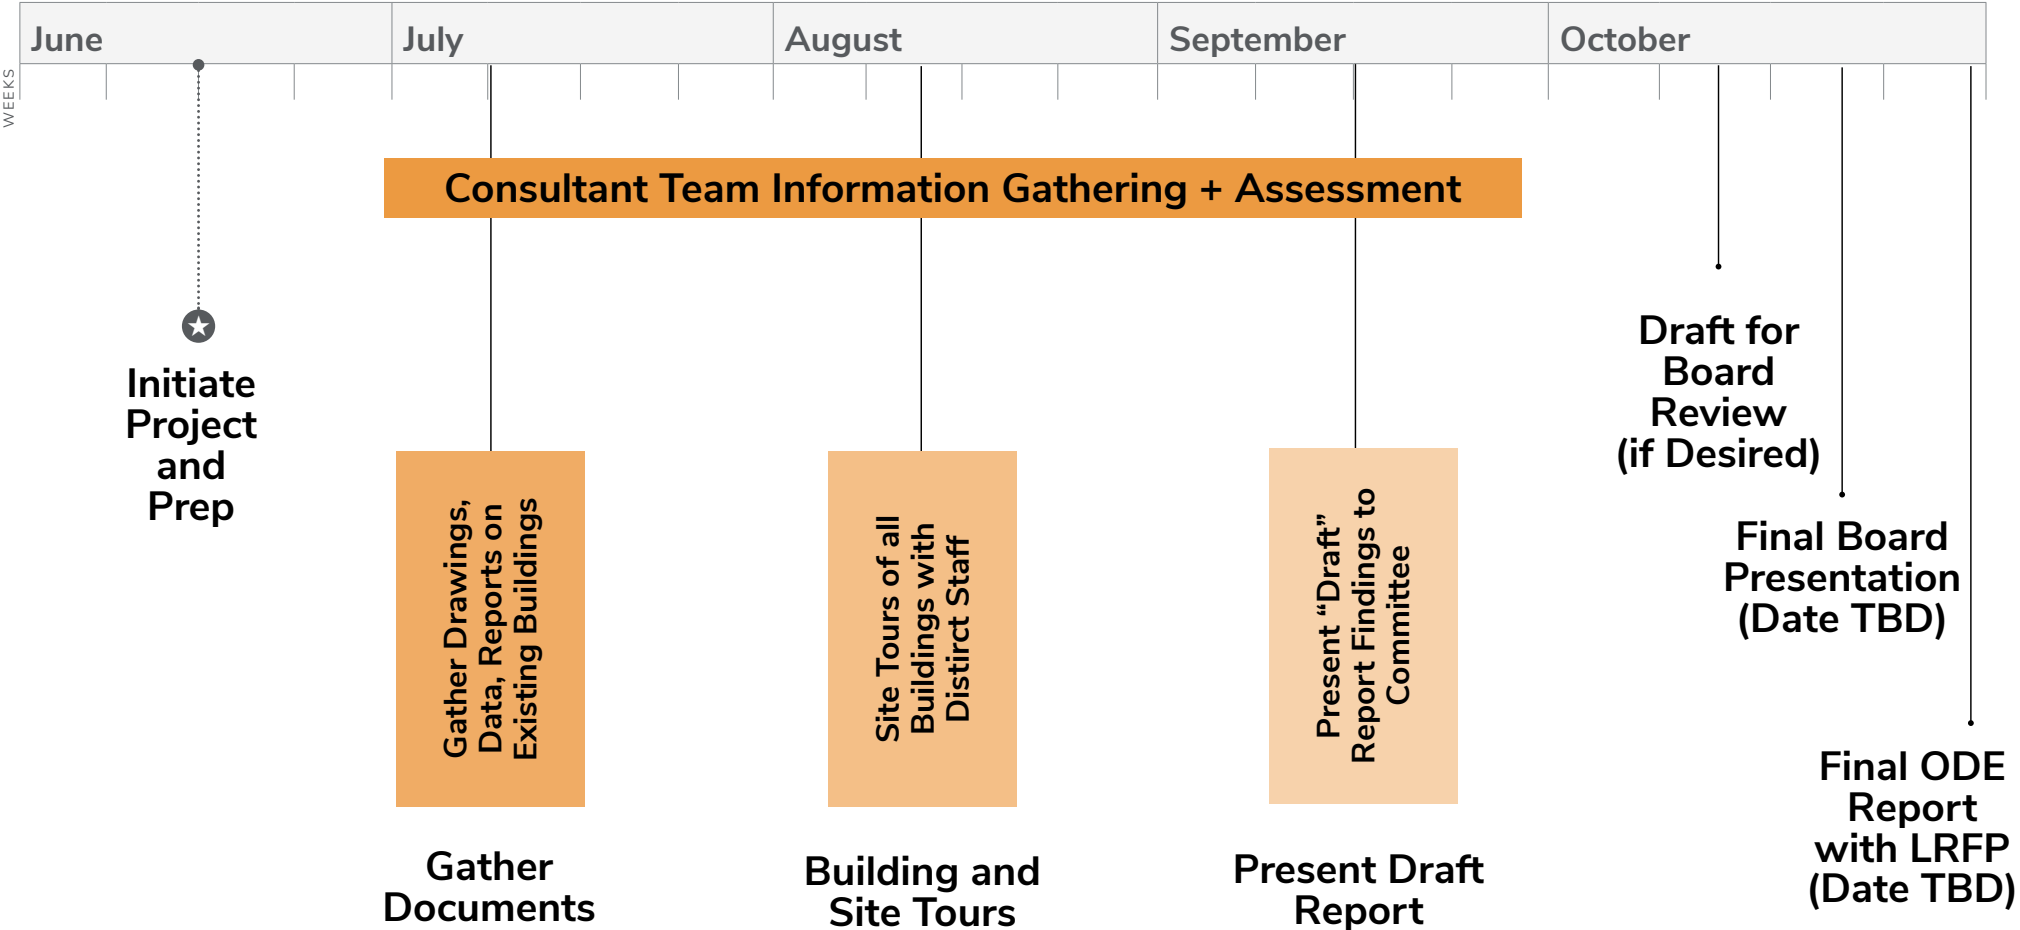 June
July
August
September
October
WEEKS
Consultant Team Information Gathering + Assessment
Initiate
Project
and
Prep
Gather Drawings,
Data, Reports on
Existing Buildings
Gather
Documents
Site Tours of all
Buildings with
Distirct Staff
Building and
Site Tours
Present “Draft”
Report Findings to
Committee
Present Draft
Report
Draft for
Board
Review
(if Desired)
Final Board
Presentation
(Date TBD)
Final ODE
Report
with LRFP
(Date TBD)